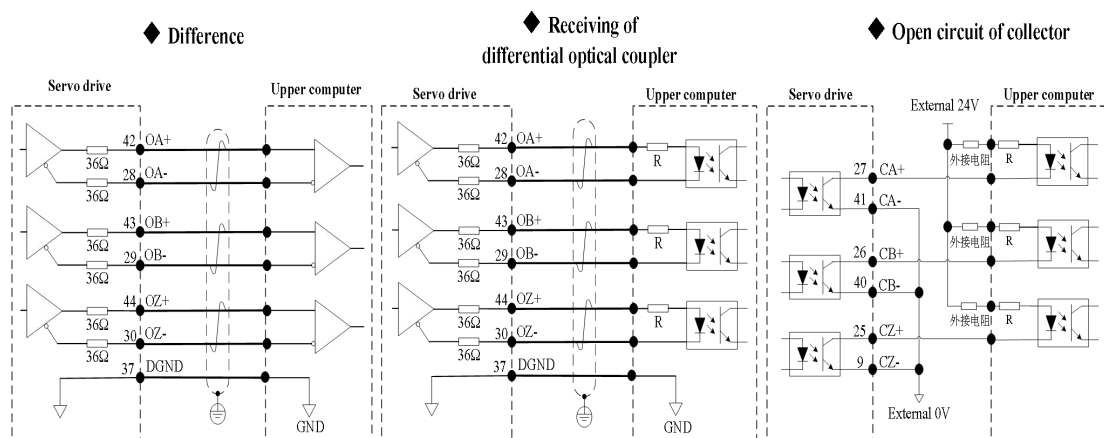 ◆ Difference
Servo drive
Upper computer
42 OA+
36Ω
28 OA-
36Ω
43 OB+
36Ω
29 OB-
36Ω
44 OZ+
36Ω
30 OZ-
36Ω
37 DGND
GND
◆ Receiving of
differential optical coupler
Servo drive
Upper computer
42 OA+
36Ω
R
28 OA-
36Ω
43 OB+
36Ω
R
29 OB-
36Ω
44 OZ+
36Ω
R
30 OZ-
36Ω
37 DGND
GND
◆ Open circuit of collector
Servo drive
Upper computer
External 24V
外接电阻 R
27 CA+
41 CA-
外接电阻 R
26 CB+
40 CB-
外接电阻 R
25 CZ+
9 CZ-
External 0V